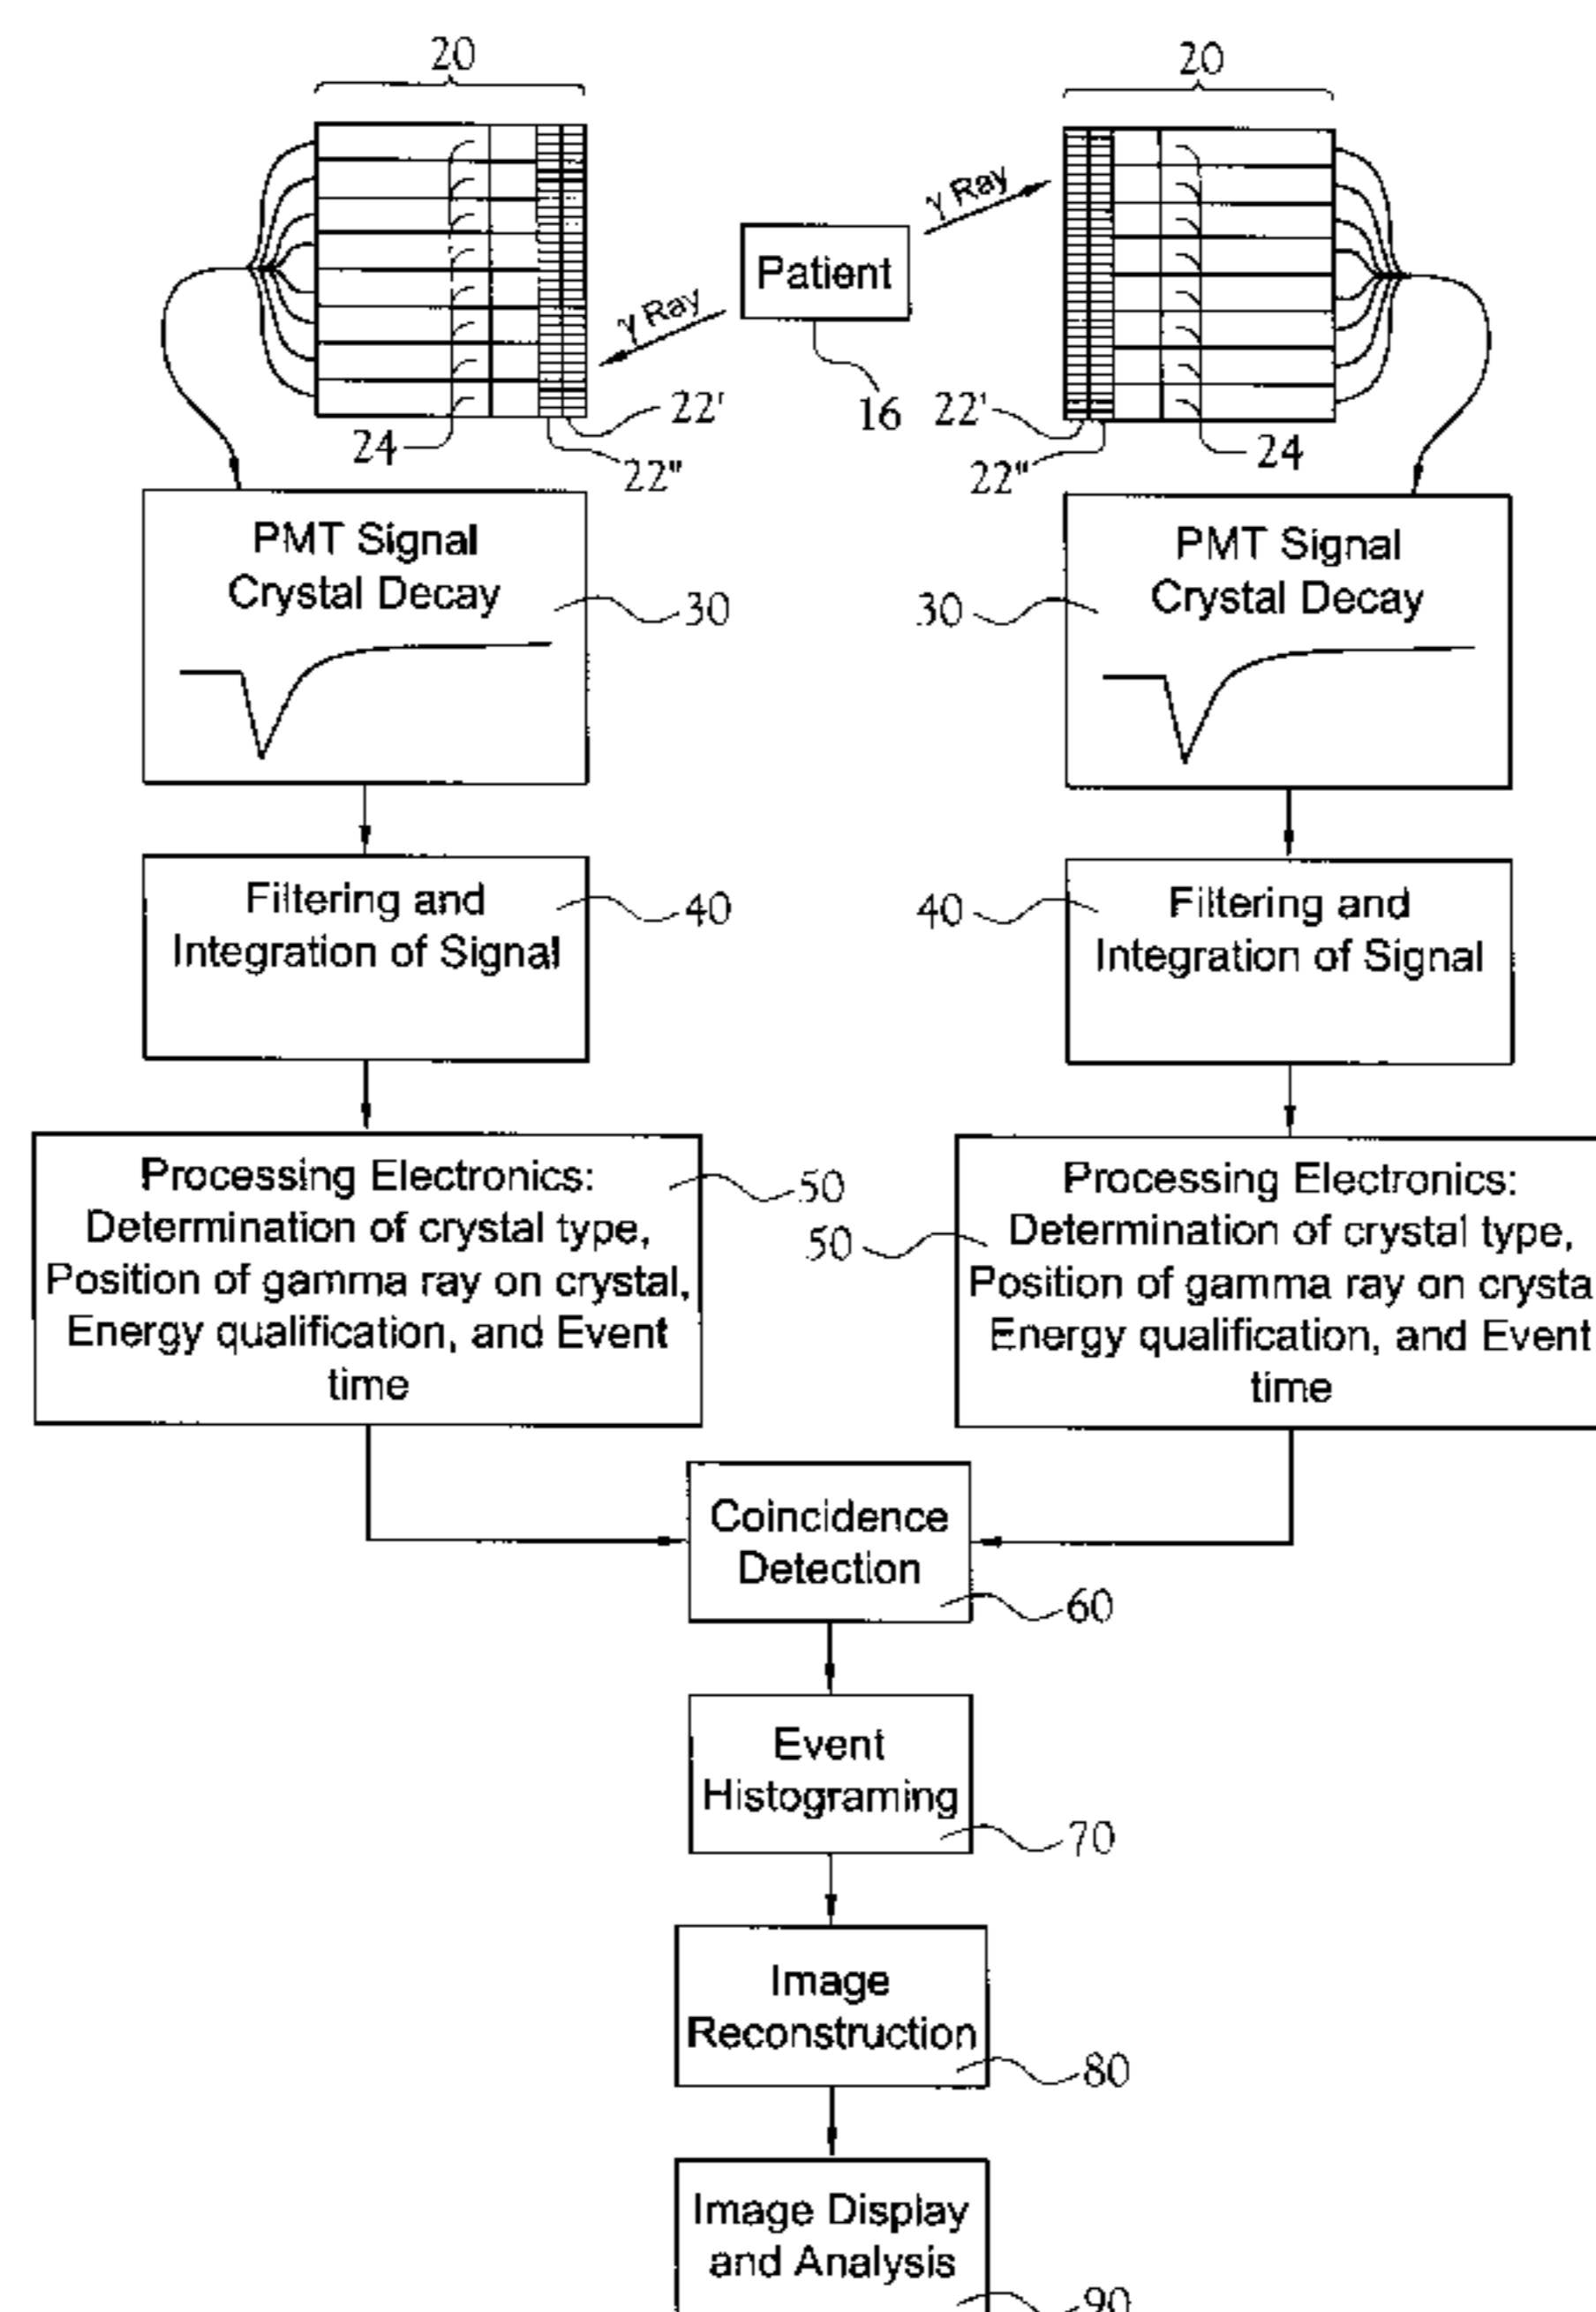 20
20
γ Ray
γ Ray
Patient
16
22'
22"
24
22'
22"
24
PMT Signal
Crystal Decay
30
PMT Signal
Crystal Decay
30
Filtering and
Integration of Signal
40
Filtering and
Integration of Signal
40
Processing Electronics:
Determination of crystal type,
Position of gamma ray on crystal,
Energy qualification, and Event
time
50
Processing Electronics:
Determination of crystal type,
Position of gamma ray on crysta
Energy qualification, and Event
time
50
Coincidence
Detection
60
Event
Histograming
70
Image
Reconstruction
80
Image Display
and Analysis
90